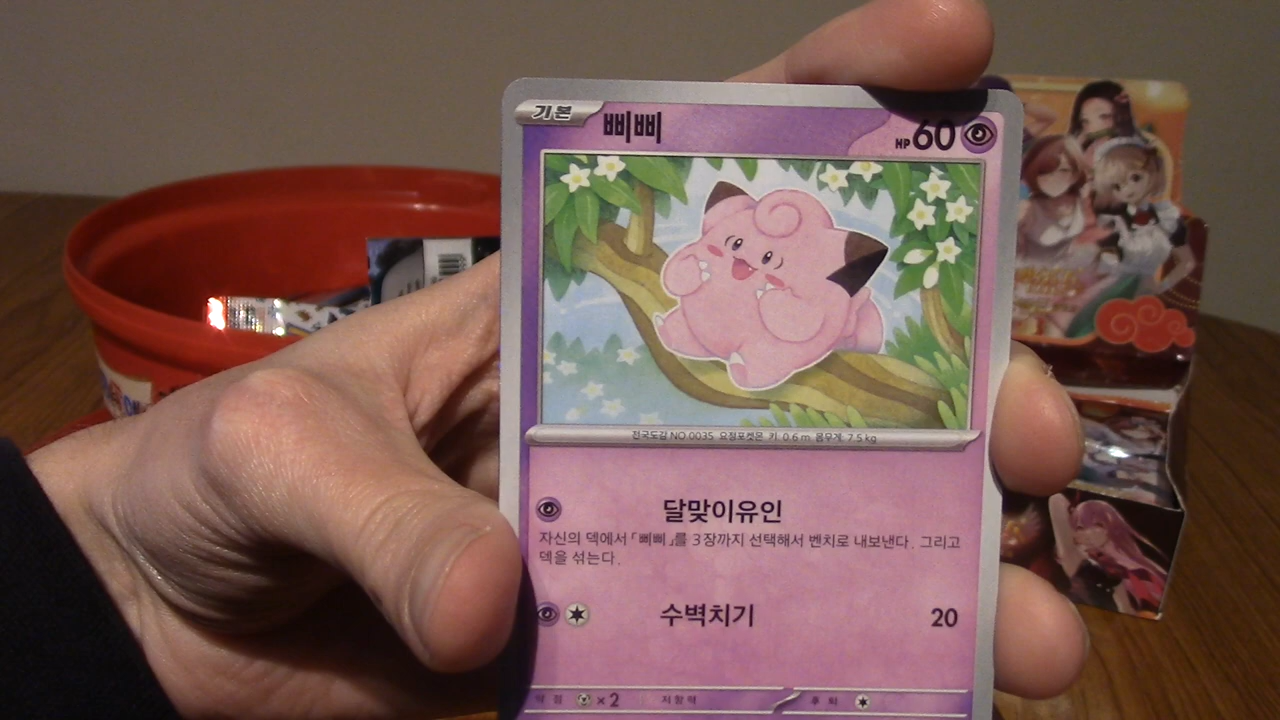 기본 삐삐 HP 60
전국도감 NO.0035 요정포켓몬 키 0.6 m 몸무게 7.5 kg
달맞이유인
자신의 덱에서 「삐삐」를 3장까지 선택해서 벤치로 내보낸다. 그리고
덱을 섞는다.
수벽치기 20
약점 ×2 저항력 후퇴